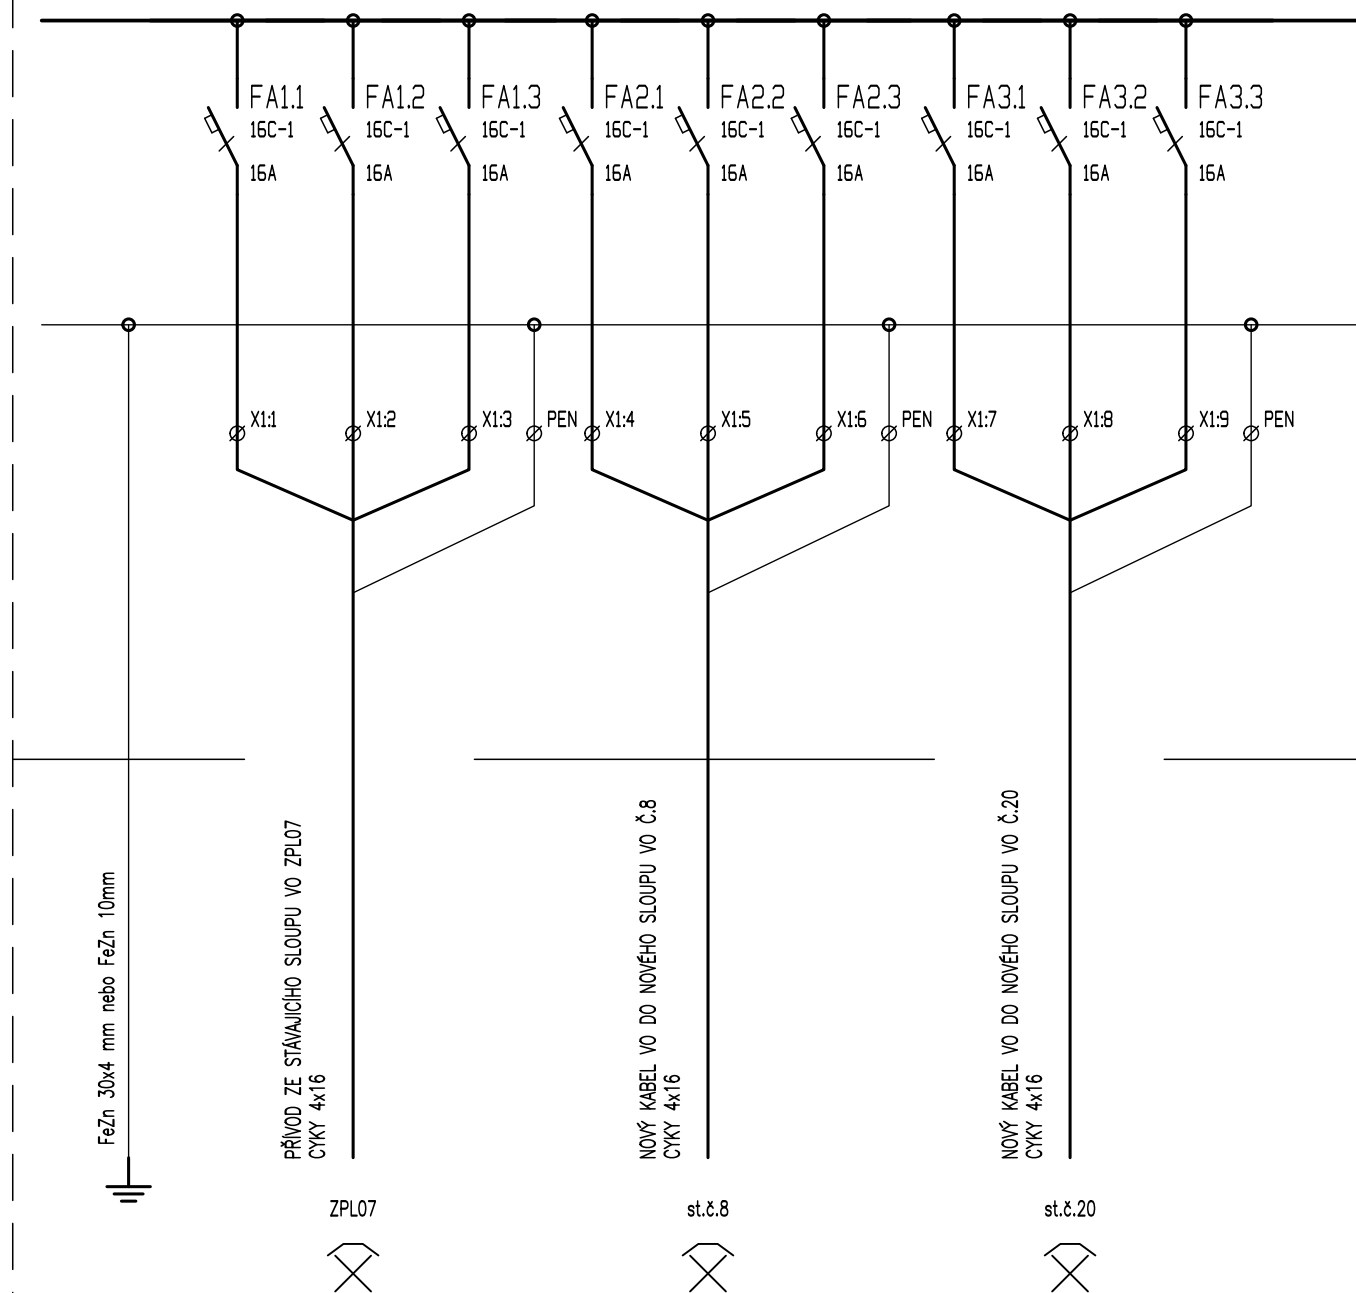 FA1.1
16C-1
16A
FA1.2
16C-1
16A
FA1.3
16C-1
16A
FA2.1
16C-1
16A
FA2.2
16C-1
16A
FA2.3
16C-1
16A
FA3.1
16C-1
16A
FA3.2
16C-1
16A
FA3.3
16C-1
16A
X1:1
X1:2
X1:3
PEN
X1:4
X1:5
X1:6
PEN
X1:7
X1:8
X1:9
PEN
FeZn 30x4 mm nebo FeZn 10mm
PŘÍVOD ZE STÁVAJICÍHO SLOUPU VO ZPL07
CYKY 4x16
NOVÝ KABEL VO DO NOVÉHO SLOUPU VO Č.8
CYKY 4x16
NOVÝ KABEL VO DO NOVÉHO SLOUPU VO Č.20
CYKY 4x16
ZPL07
st.č.8
st.č.20